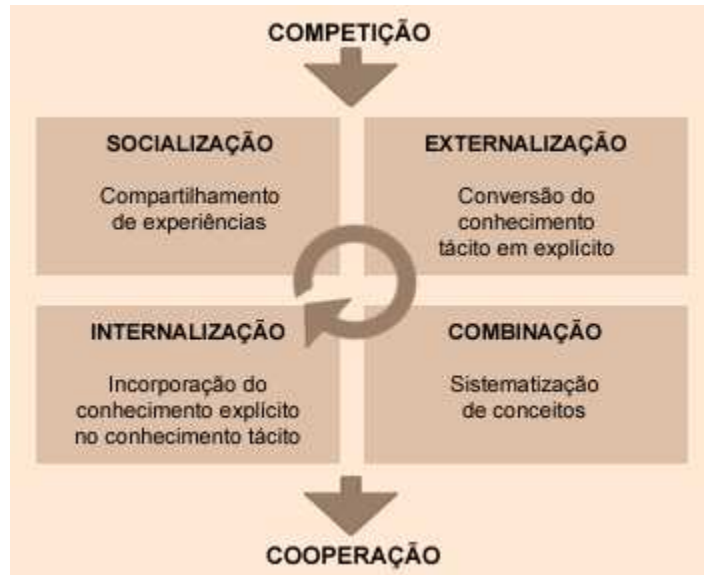 COMPETIÇÃO
SOCIALIZAÇÃO
Compartilhamento
de experiências
EXTERNALIZAÇÃO
Conversão do
conhecimento
tácito em explícito
INTERNALIZAÇÃO
Incorporação do
conhecimento explícito
no conhecimento tácito
COMBINAÇÃO
Sistematização
de conceitos
COOPERAÇÃO